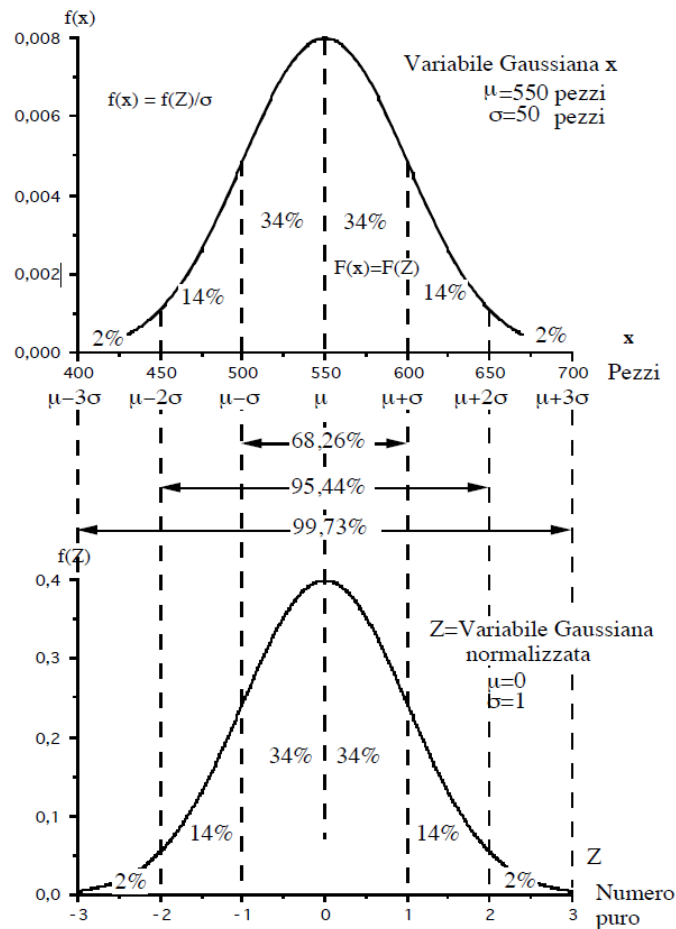 f(x)
0,008
0,006
0,004
0,002
0,000
f(x) = f(Z)/σ
Variabile Gaussiana x
μ=550 pezzi
σ=50 pezzi
34% 34%
F(x)=F(Z)
14% 14%
2% 2%
x
400 450 500 550 600 650 700
Pezzi
μ-3σ μ-2σ μ-σ μ μ+σ μ+2σ μ+3σ
68,26%
95,44%
99,73%
f(Z)
0,4
0,3
0,2
0,1
0,0
Z=Variabile Gaussiana
normalizzata
μ=0
σ=1
34% 34%
14% 14%
2% 2%
Z
Numero
puro
-3 -2 -1 0 1 2 3